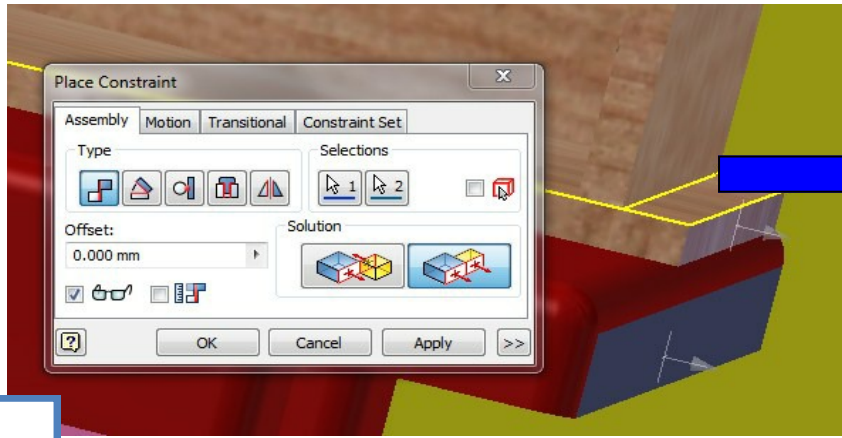 Place Constraint
Assembly Motion Transitional Constraint Set
Type Selections
1 2
Offset: Solution
0.000 mm
? OK Cancel Apply >>